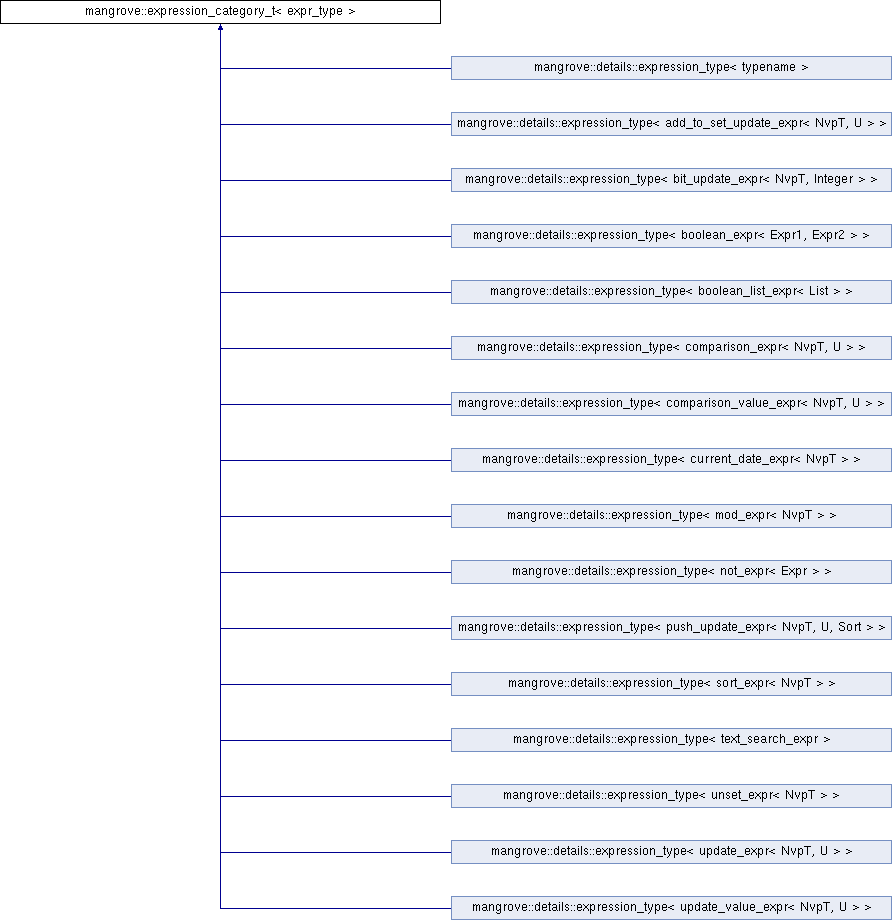 mangrove::expression_category_t< expr_type >
mangrove::details::expression_type< typename >
mangrove::details::expression_type< add_to_set_update_expr< NvpT, U > >
mangrove::details::expression_type< bit_update_expr< NvpT, Integer > >
mangrove::details::expression_type< boolean_expr< Expr1, Expr2 > >
mangrove::details::expression_type< boolean_list_expr< List > >
mangrove::details::expression_type< comparison_expr< NvpT, U > >
mangrove::details::expression_type< comparison_value_expr< NvpT, U > >
mangrove::details::expression_type< current_date_expr< NvpT > >
mangrove::details::expression_type< mod_expr< NvpT > >
mangrove::details::expression_type< not_expr< Expr > >
mangrove::details::expression_type< push_update_expr< NvpT, U, Sort > >
mangrove::details::expression_type< sort_expr< NvpT > >
mangrove::details::expression_type< text_search_expr >
mangrove::details::expression_type< unset_expr< NvpT > >
mangrove::details::expression_type< update_expr< NvpT, U > >
mangrove::details::expression_type< update_value_expr< NvpT, U > >